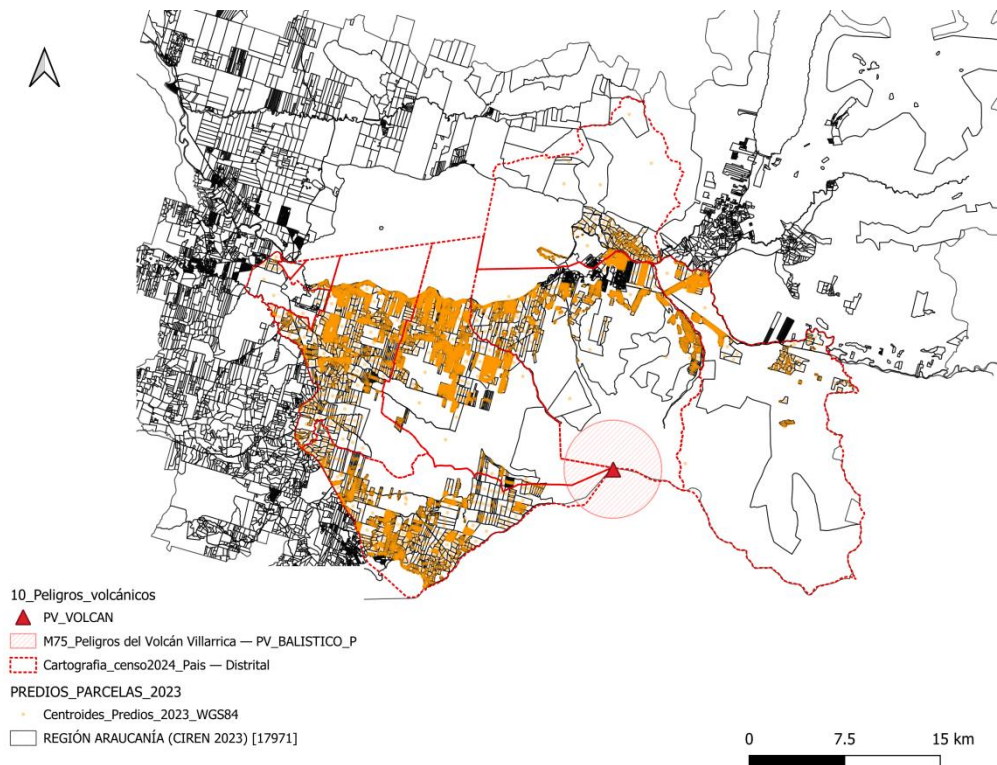 10_Peligros_volcánicos
PV_VOLCAN
M75_Peligros del Volcán Villarrica — PV_BALISTICO_P
Cartografia_censo2024_Pais — Distrital
PREDIOS_PARCELAS_2023
Centroides_Predios_2023_WGS84
REGIÓN ARAUCANÍA (CIREN 2023) [17971]
0 7.5 15 km